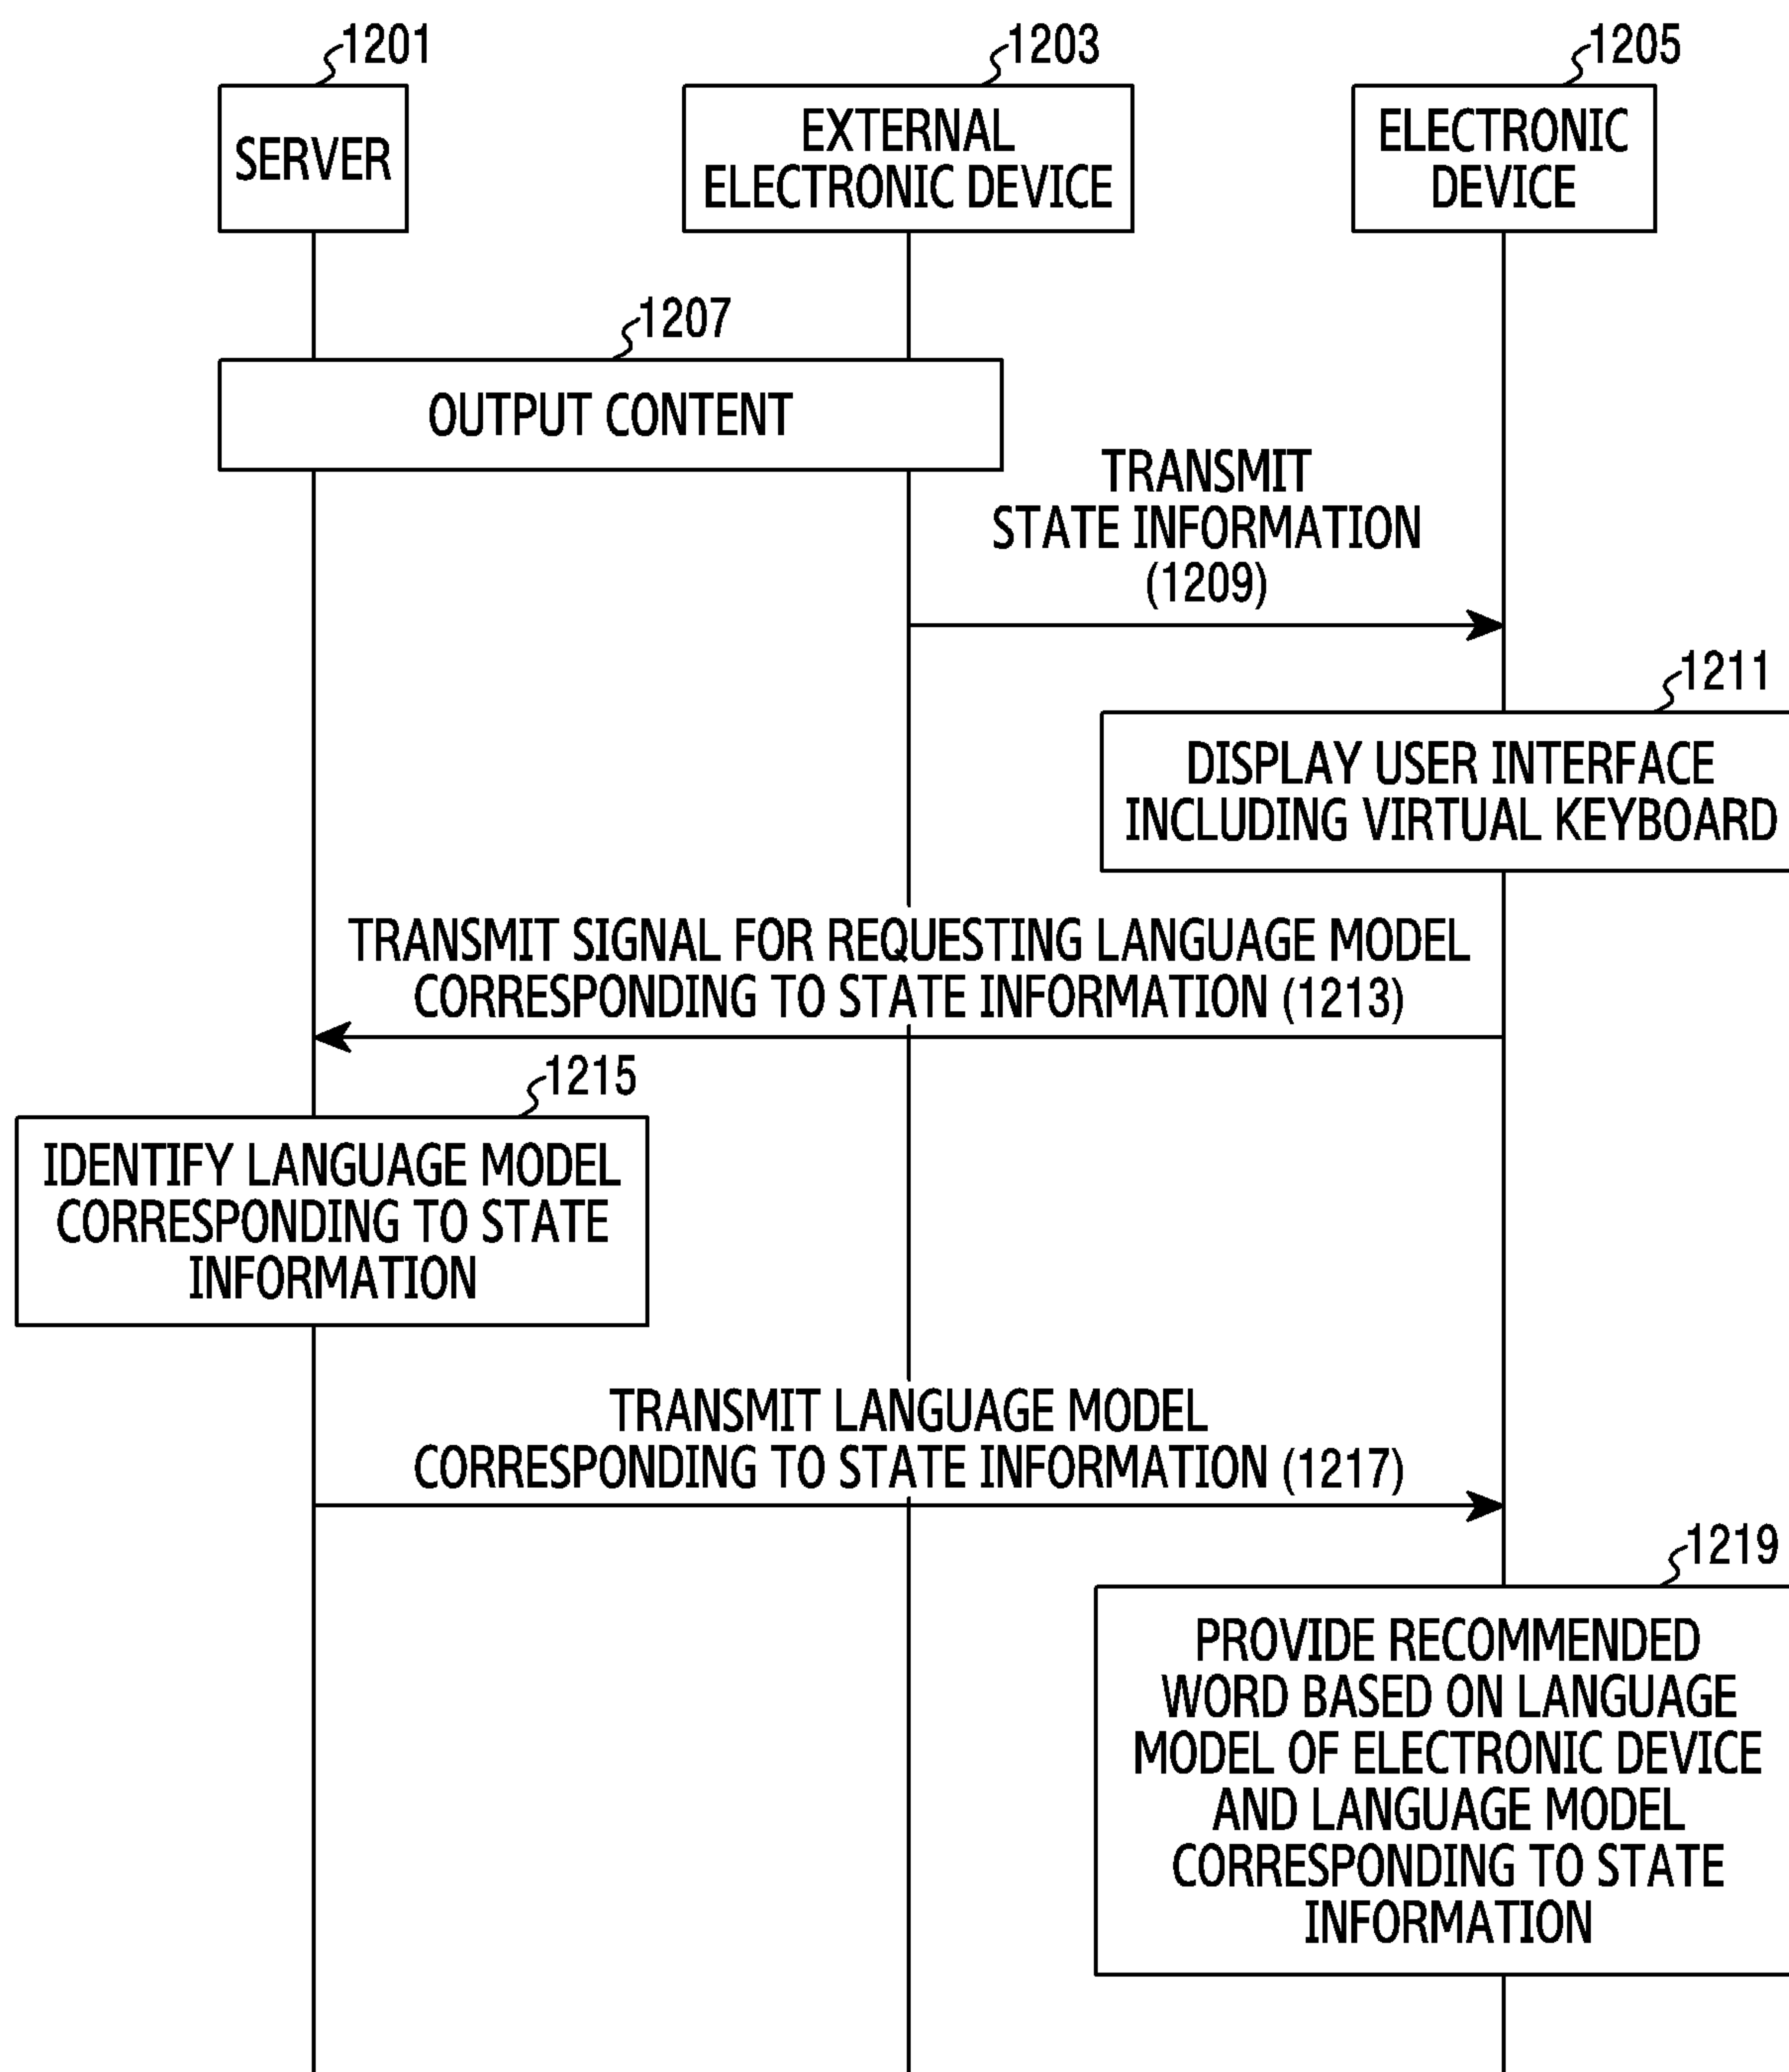 1201
1203
1205
SERVER
EXTERNAL
ELECTRONIC DEVICE
ELECTRONIC
DEVICE
1207
OUTPUT CONTENT
TRANSMIT
STATE INFORMATION
(1209)
1211
DISPLAY USER INTERFACE
INCLUDING VIRTUAL KEYBOARD
TRANSMIT SIGNAL FOR REQUESTING LANGUAGE MODEL
CORRESPONDING TO STATE INFORMATION (1213)
1215
IDENTIFY LANGUAGE MODEL
CORRESPONDING TO STATE
INFORMATION
TRANSMIT LANGUAGE MODEL
CORRESPONDING TO STATE INFORMATION (1217)
1219
PROVIDE RECOMMENDED
WORD BASED ON LANGUAGE
MODEL OF ELECTRONIC DEVICE
AND LANGUAGE MODEL
CORRESPONDING TO STATE
INFORMATION